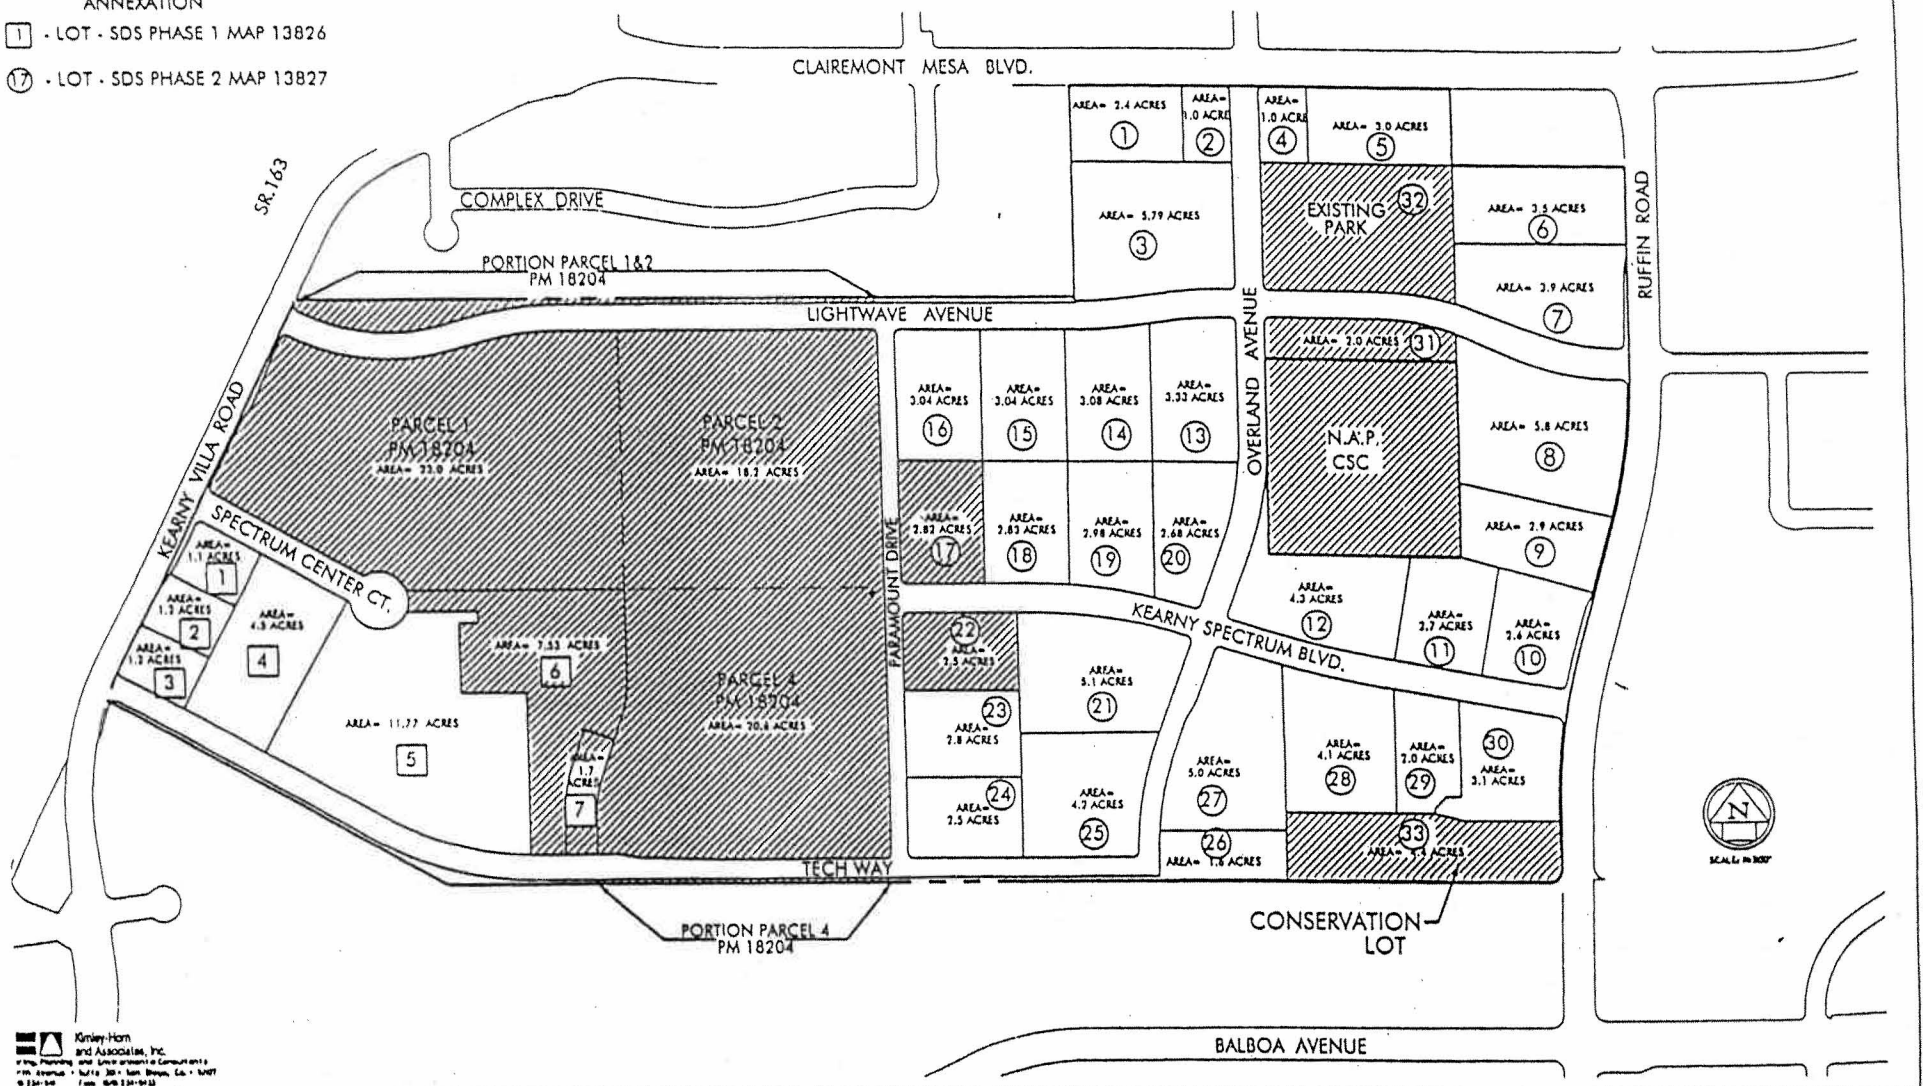 ANNEXATION
1 - LOT - SDS PHASE 1 MAP 13826
17 - LOT - SDS PHASE 2 MAP 13827
CLAIREMONT MESA BLVD.
SR.163
COMPLEX DRIVE
PORTION PARCEL 1&2
PM 18204
LIGHTWAVE AVENUE
KEARNY VILLA ROAD
SPECTRUM CENTER CT.
PARAMOUNT DRIVE
OVERLAND AVENUE
RUFFIN ROAD
KEARNY SPECTRUM BLVD.
TECH WAY
BALBOA AVENUE
AREA= 2.4 ACRES
1
AREA=
1.0 ACRE
2
AREA= 5.79 ACRES
3
AREA=
1.0 ACRE
4
AREA= 3.0 ACRES
5
EXISTING
PARK
32
AREA= 3.5 ACRES
6
AREA= 3.9 ACRES
7
AREA= 2.0 ACRES
31
N.A.P.
CSC
AREA= 5.8 ACRES
8
AREA= 2.9 ACRES
9
AREA=
2.6 ACRES
10
AREA=
2.7 ACRES
11
AREA=
4.3 ACRES
12
AREA=
3.33 ACRES
13
AREA=
3.08 ACRES
14
AREA=
3.04 ACRES
15
AREA=
3.04 ACRES
16
AREA=
2.82 ACRES
17
AREA=
2.83 ACRES
18
AREA=
2.98 ACRES
19
AREA=
2.68 ACRES
20
AREA=
5.1 ACRES
21
22
AREA=
2.5 ACRES
23
AREA=
2.8 ACRES
24
AREA=
2.5 ACRES
AREA=
4.2 ACRES
25
26
AREA= 1.6 ACRES
AREA=
5.0 ACRES
27
AREA=
4.1 ACRES
28
AREA=
2.0 ACRES
29
30
AREA=
3.1 ACRES
33
AREA= ACRES
CONSERVATION
LOT
PARCEL 1
PM 18204
AREA= ACRES
PARCEL 2
PM 18204
AREA= 18.2 ACRES
PARCEL 4
PM 18204
AREA= ACRES
AREA=
1.1 ACRES
1
AREA=
1.2 ACRES
2
AREA=
1.2 ACRES
3
AREA=
ACRES
4
AREA= 11.77 ACRES
5
AREA= 7.53 ACRES
6
AREA=
1.7
ACRES
7
PORTION PARCEL 4
PM 18204
N
Kimley-Horn
and Associates, Inc.